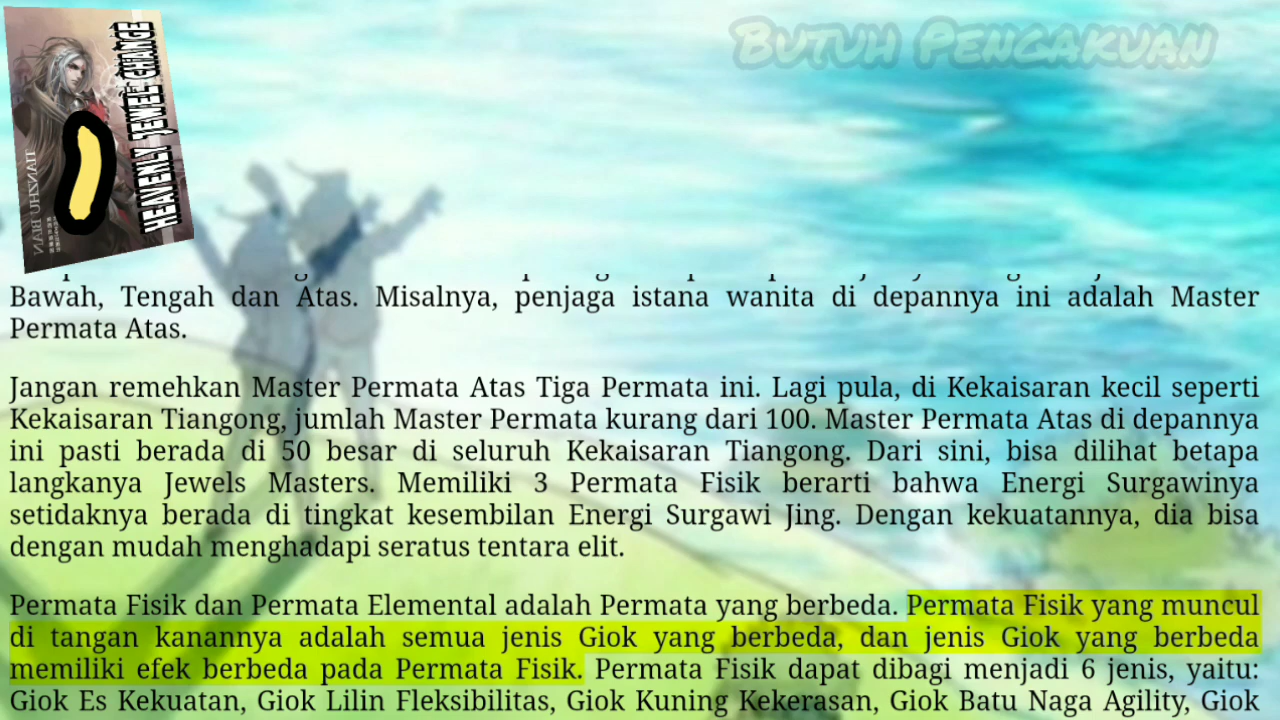 Butuh Pengakuan
HEAVENLY JEWEL CHANGE
TIANZHU BIAN
Bawah, Tengah dan Atas. Misalnya, penjaga istana wanita di depannya ini adalah Master
Permata Atas.
Jangan remehkan Master Permata Atas Tiga Permata ini. Lagi pula, di Kekaisaran kecil seperti
Kekaisaran Tiangong, jumlah Master Permata kurang dari 100. Master Permata Atas di depannya
ini pasti berada di 50 besar di seluruh Kekaisaran Tiangong. Dari sini, bisa dilihat betapa
langkanya Jewels Masters. Memiliki 3 Permata Fisik berarti bahwa Energi Surgawinya
setidaknya berada di tingkat kesembilan Energi Surgawi Jing. Dengan kekuatannya, dia bisa
dengan mudah menghadapi seratus tentara elit.
Permata Fisik dan Permata Elemental adalah Permata yang berbeda. Permata Fisik yang muncul
di tangan kanannya adalah semua jenis Giok yang berbeda, dan jenis Giok yang berbeda
memiliki efek berbeda pada Permata Fisik. Permata Fisik dapat dibagi menjadi 6 jenis, yaitu:
Giok Es Kekuatan, Giok Lilin Fleksibilitas, Giok Kuning Kekerasan, Giok Batu Naga Agility, Giok